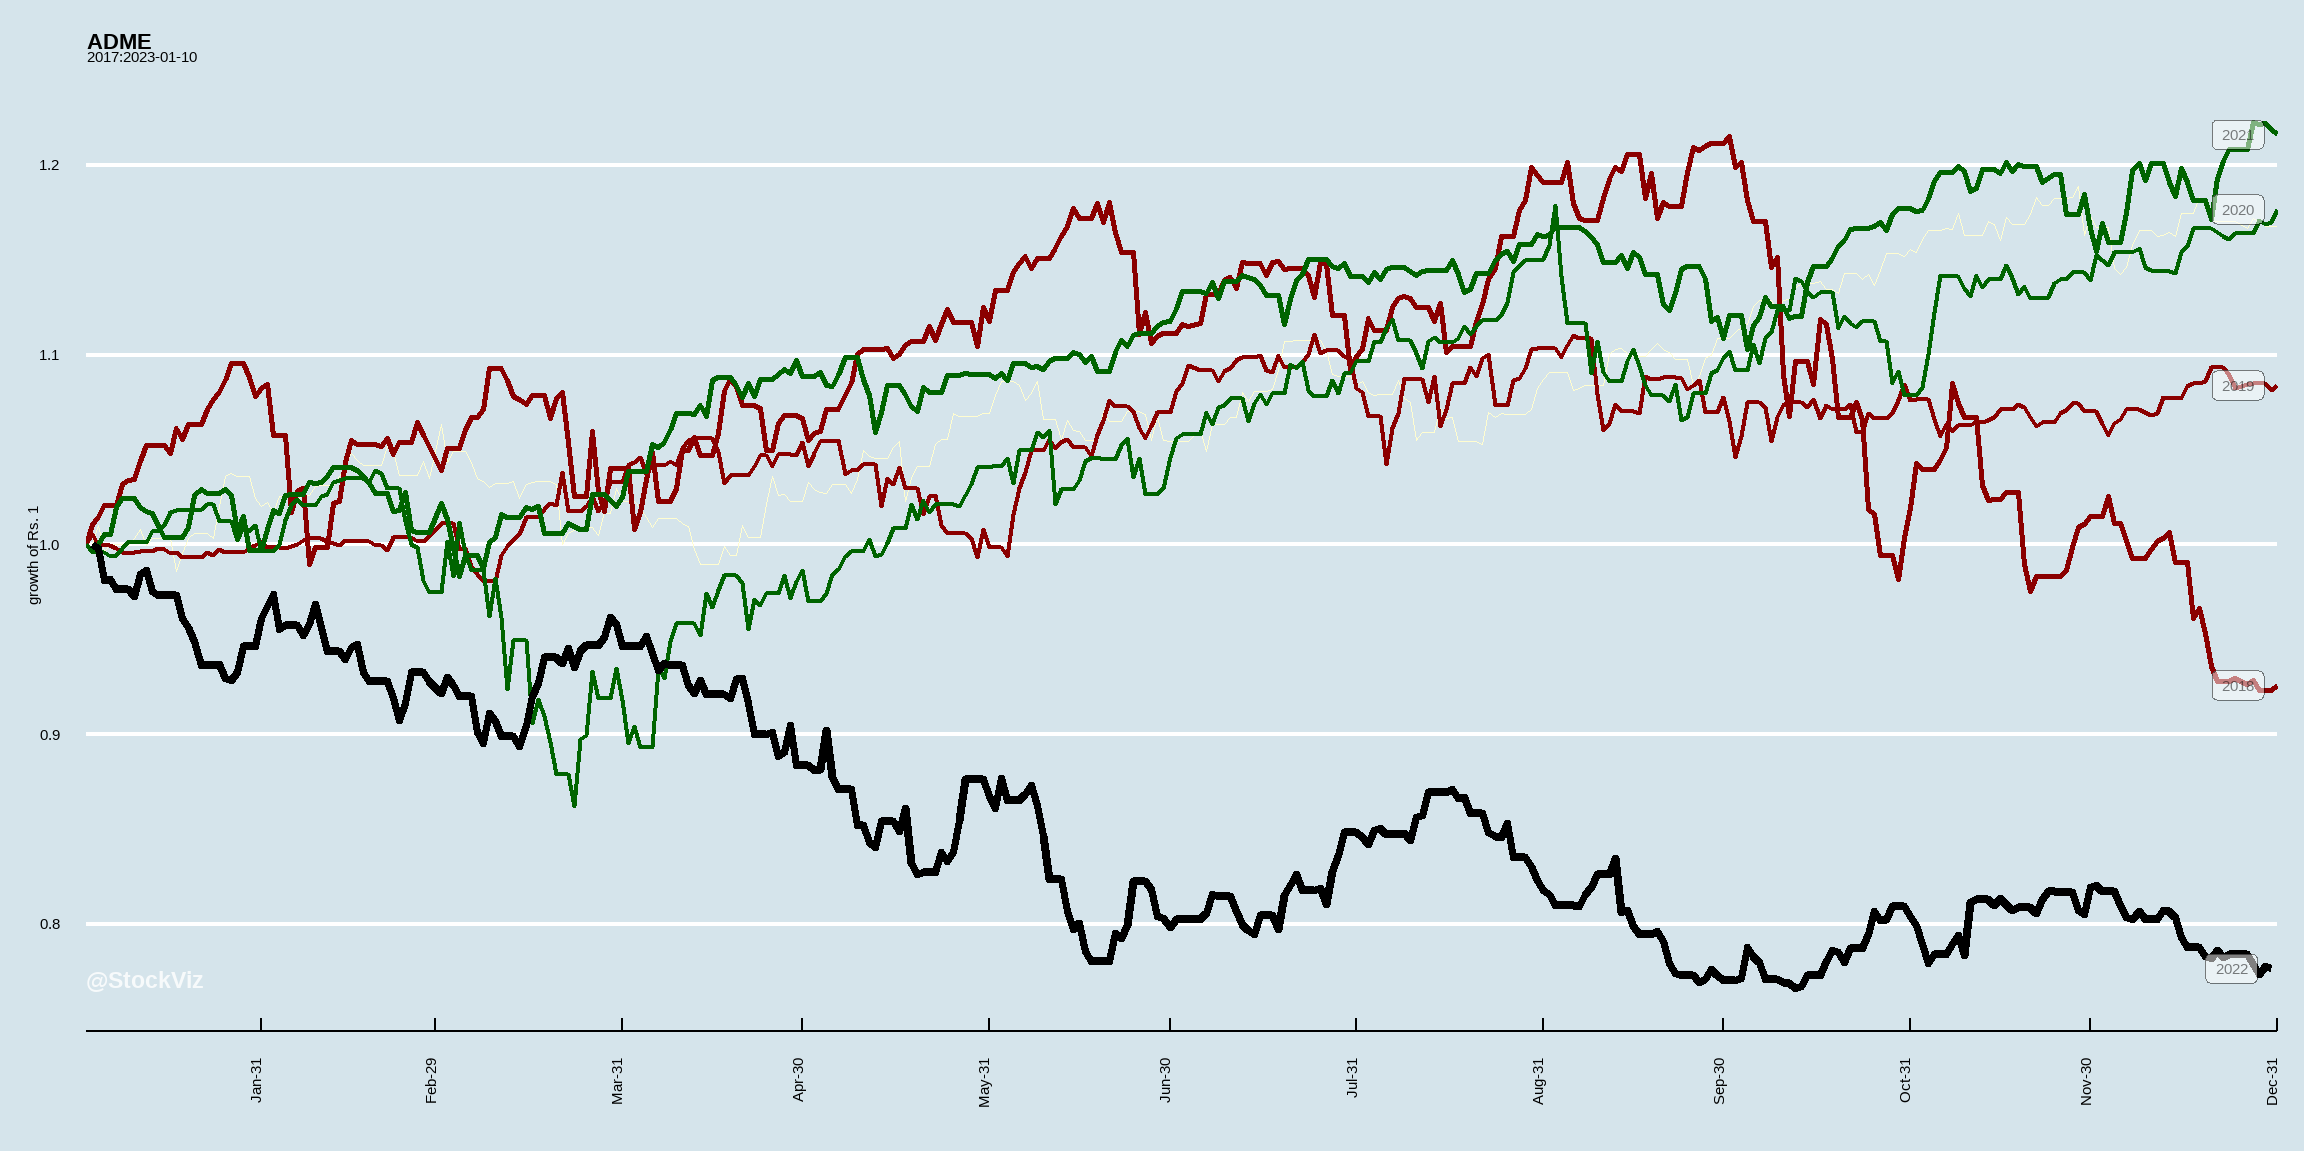 ADME
2017:2023-01-10
growth of Rs. 1
1.2
1.1
1.0
0.9
0.8
2021
2020
2019
2018
2022
@StockViz
Jan-31
Feb-29
Mar-31
Apr-30
May-31
Jun-30
Jul-31
Aug-31
Sep-30
Oct-31
Nov-30
Dec-31